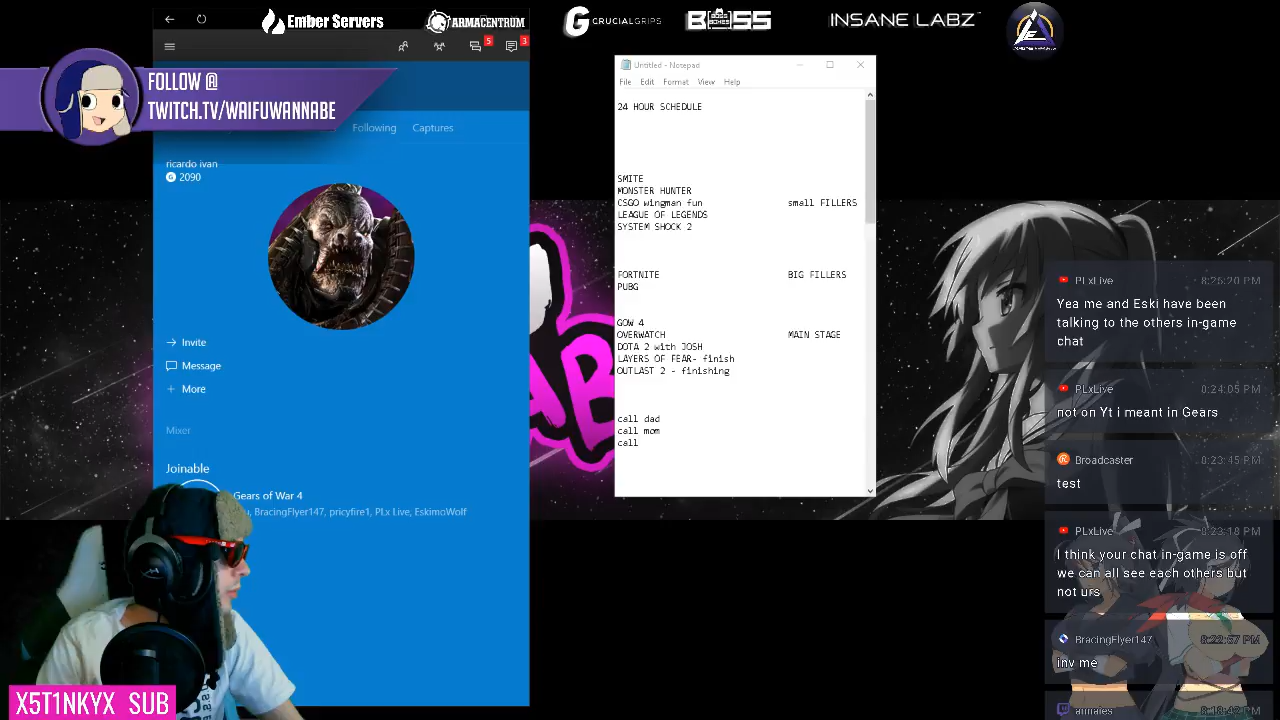 Ember Servers
ARMACENTRUM
CRUCIALGRIPS
BOSS
INSANE LABZ
5
3
FOLLOW @
TWITCH.TV/WAIFUWANNABE
Following
Captures
ricardo ivan
G 2090
Invite
Message
More
Mixer
Joinable
Gears of War 4
BracingFlyer147, pricyfire1, PLx Live, EskimoWolf
X5T1NKYX SUB
Untitled - Notepad
File Edit Format View Help
24 HOUR SCHEDULE
SMITE
MONSTER HUNTER
CSGO wingman fun small FILLERS
LEAGUE OF LEGENDS
SYSTEM SHOCK 2
FORTNITE BIG FILLERS
PUBG
GOW 4
OVERWATCH MAIN STAGE
DOTA 2 with JOSH
LAYERS OF FEAR- finish
OUTLAST 2 - finishing
call dad
call mom
call
PLxLive 8:26:20 PM
Yea me and Eski have been
talking to the others in-game
chat
PLxLive 8:24:05 PM
not on Yt i meant in Gears
Broadcaster 8:23:45 PM
test
PLxLive 8:23:18 PM
I think your chat in-game is off
we can all see each others but
not urs
BracingFlyer147 8:22:57 PM
inv me